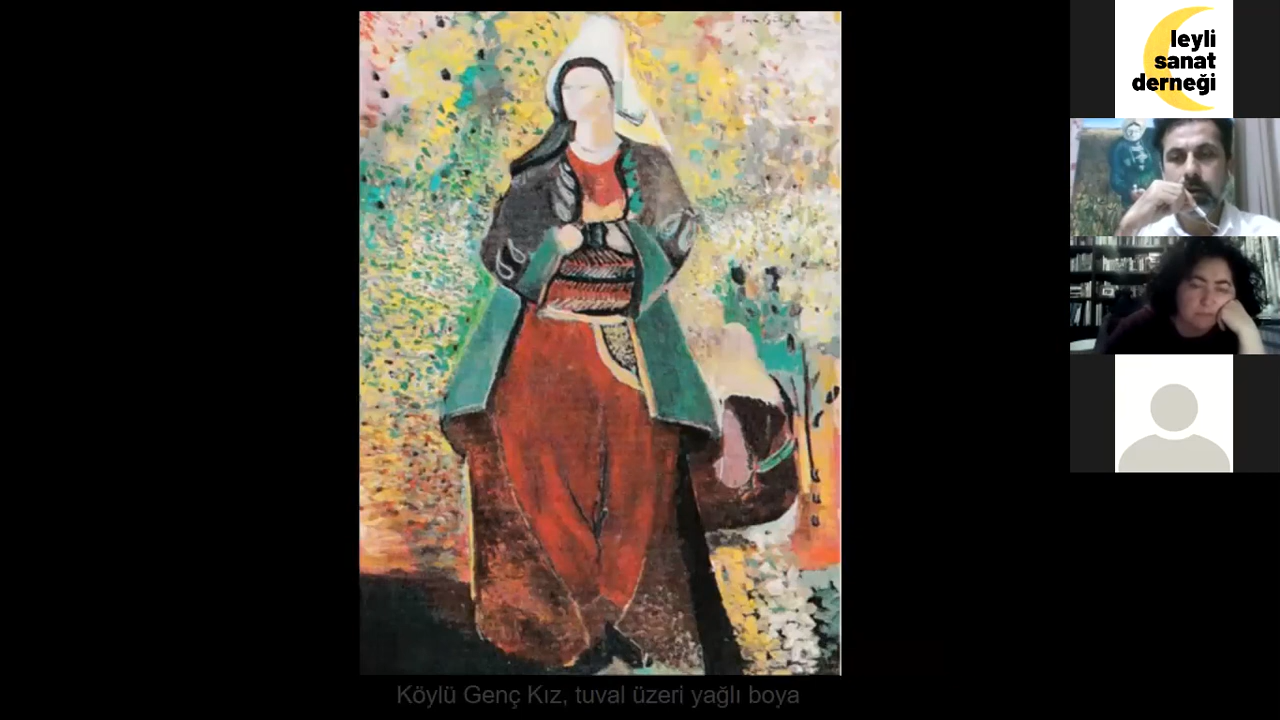 leyli
sanat
derneği
Köylü Genç Kız, tuval üzeri yağlı boya